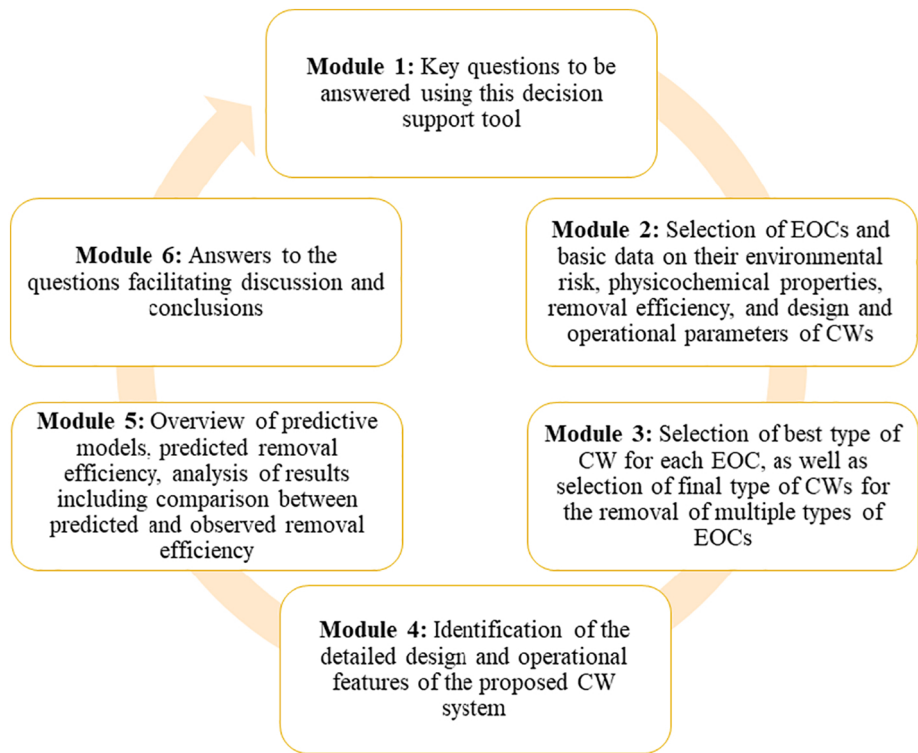 Module 1: Key questions to be
answered using this decision
support tool
Module 2: Selection of EOCs and
basic data on their environmental
risk, physicochemical properties,
removal efficiency, and design and
operational parameters of CWs
Module 3: Selection of best type of
CW for each EOC, as well as
selection of final type of CWs for
the removal of multiple types of
EOCs
Module 4: Identification of the
detailed design and operational
features of the proposed CW
system
Module 5: Overview of predictive
models, predicted removal
efficiency, analysis of results
including comparison between
predicted and observed removal
efficiency
Module 6: Answers to the
questions facilitating discussion and
conclusions